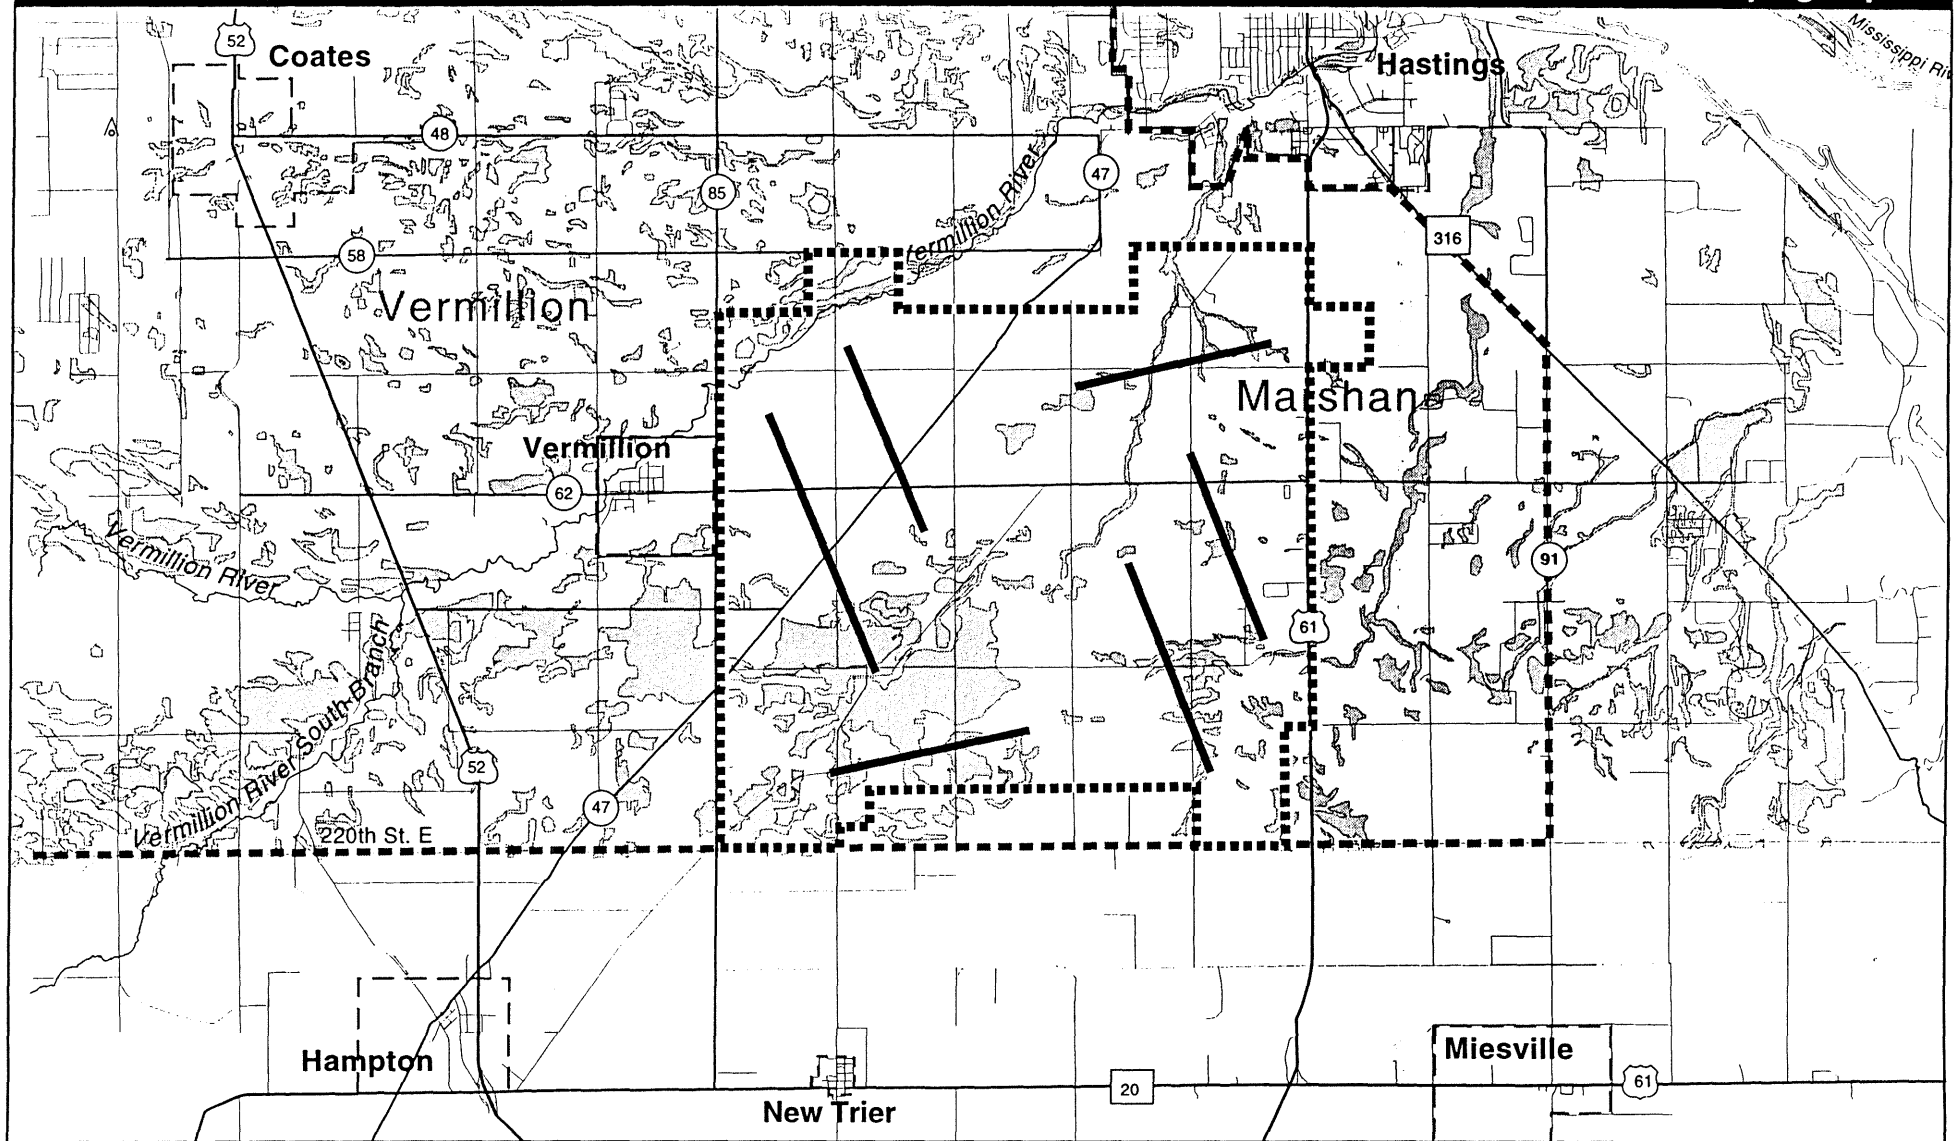 Mississippi
52
Coates
Hastings
48
47
85
Vermillion River
316
58
Vermillion
Marshan
Vermillion
62
Vermillion River
91
61
Vermillion River South Branch
52
47
220th St. E
Hampton
Miesville
61
20
New Trier